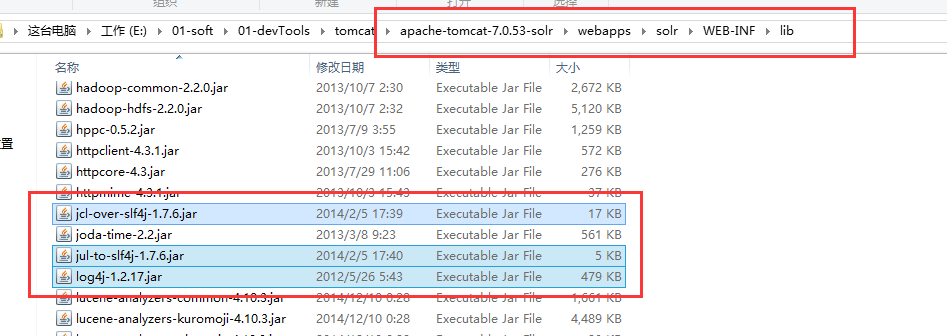 组织 新建 打开 选择
这台电脑 > 工作 (E:) > 01-soft > 01-devTools > tomcat > apache-tomcat-7.0.53-solr > webapps > solr > WEB-INF > lib
名称 修改日期 类型 大小
hadoop-common-2.2.0.jar 2013/10/7 2:30 Executable Jar File 2,672 KB
hadoop-hdfs-2.2.0.jar 2013/10/7 2:32 Executable Jar File 5,120 KB
hppc-0.5.2.jar 2013/7/9 3:55 Executable Jar File 1,259 KB
置 httpclient-4.3.1.jar 2013/10/3 15:42 Executable Jar File 572 KB
httpcore-4.3.jar 2013/7/29 11:06 Executable Jar File 276 KB
httpmime-4.3.1.jar 2013/10/3 15:43 Executable Jar File 37 KB
jcl-over-slf4j-1.7.6.jar 2014/2/5 17:39 Executable Jar File 17 KB
joda-time-2.2.jar 2013/3/8 9:23 Executable Jar File 561 KB
jul-to-slf4j-1.7.6.jar 2014/2/5 17:40 Executable Jar File 5 KB
log4j-1.2.17.jar 2012/5/26 5:43 Executable Jar File 479 KB
lucene-analyzers-common-4.10.3.jar 2014/12/10 0:28 Executable Jar File 1,661 KB
lucene-analyzers-kuromoji-4.10.3.jar 2014/12/10 0:28 Executable Jar File 4,489 KB